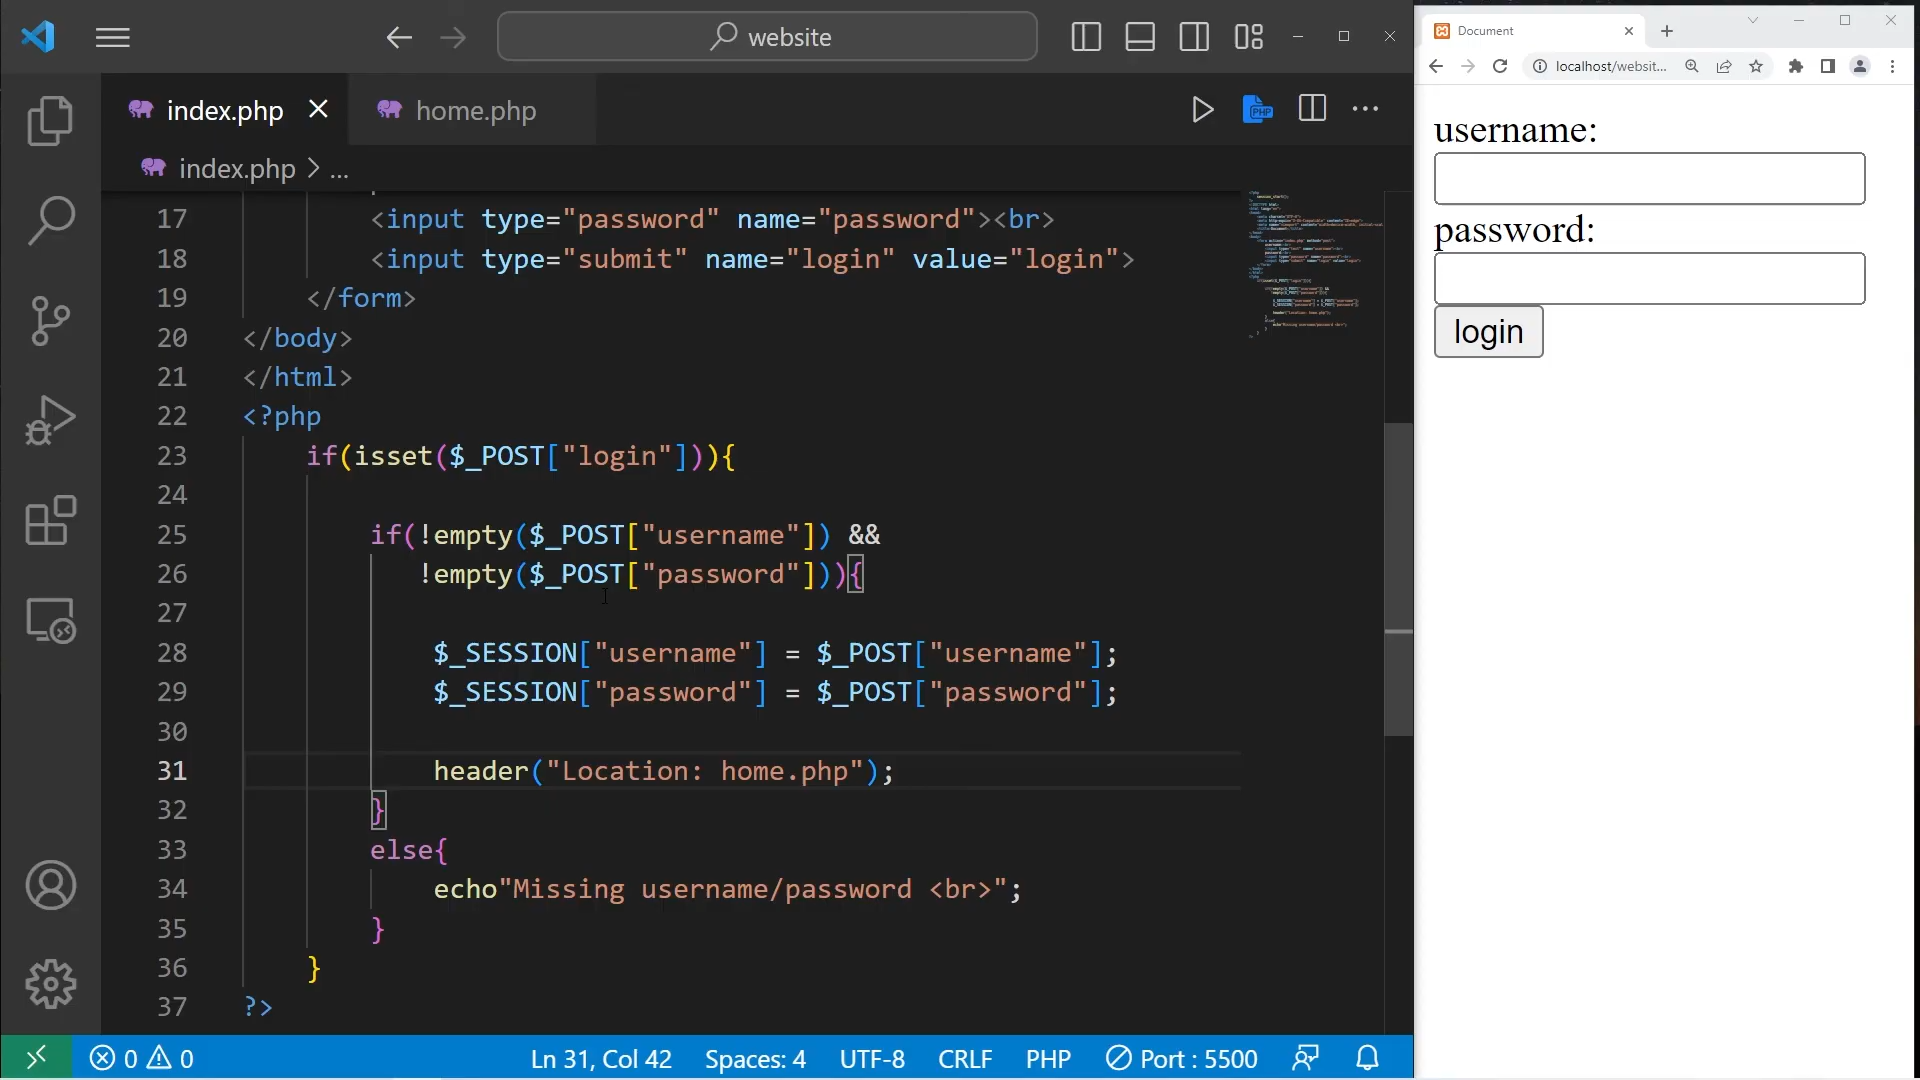 website
index.php
home.php
index.php > ...
17 <input type="password" name="password"><br>
18 <input type="submit" name="login" value="login">
19 </form>
20 </body>
21 </html>
22 <?php
23 if(isset($_POST["login"])){
24
25 if(!empty($_POST["username"]) &&
26 !empty($_POST["password"])){
27
28 $_SESSION["username"] = $_POST["username"];
29 $_SESSION["password"] = $_POST["password"];
30
31 header("Location: home.php");
32 }
33 else{
34 echo"Missing username/password <br>";
35 }
36 }
37 ?>
0 0 Ln 31, Col 42 Spaces: 4 UTF-8 CRLF PHP Port : 5500
Document
localhost/websit...
username:
password:
login